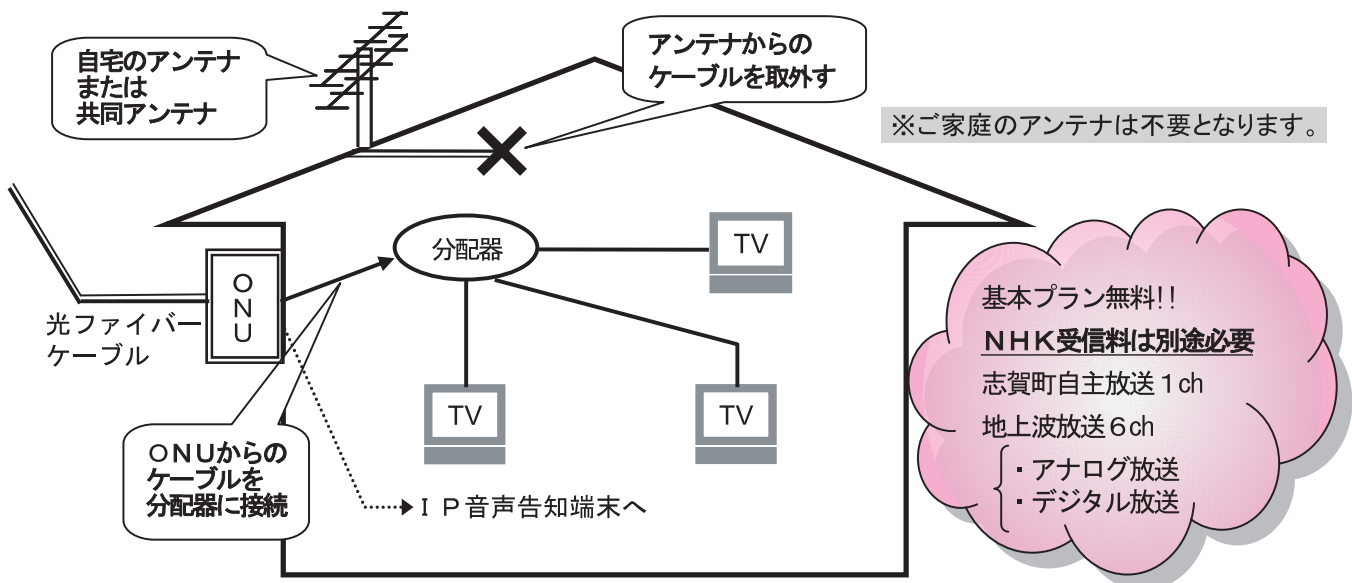 自宅のアンテナ
または
共同アンテナ
アンテナからの
ケーブルを取外す
※ご家庭のアンテナは不要となります。
分配器
TV
ONU
光ファイバー
ケーブル
TV
TV
ONUからの
ケーブルを
分配器に接続
IP音声告知端末へ
基本プラン無料!!
NHK受信料は別途必要
志賀町自主放送1ch
地上波放送6ch
・アナログ放送
・デジタル放送